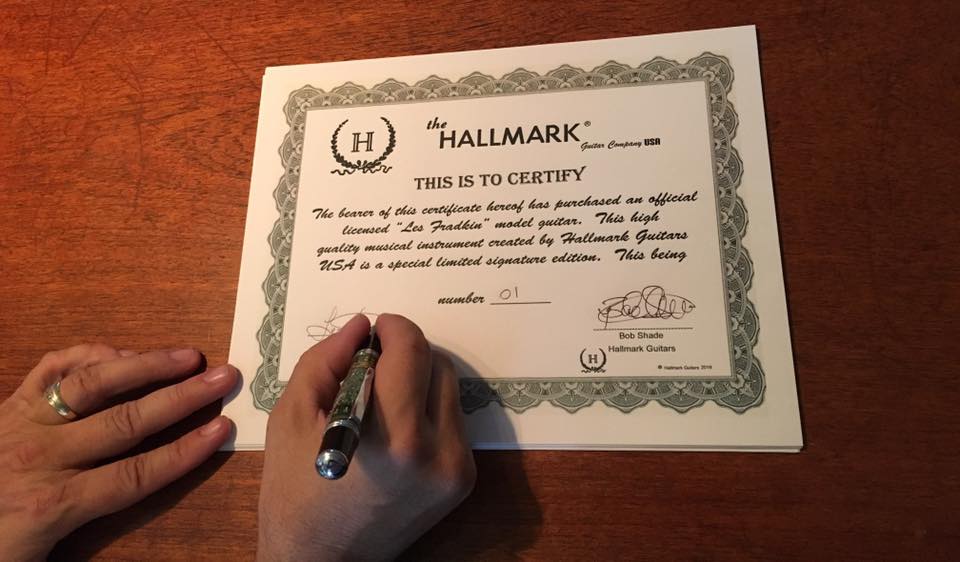 H
the
HALLMARK®
Guitar Company USA
THIS IS TO CERTIFY
The bearer of this certificate hereof has purchased an official
licensed "Les Fradkin" model guitar. This high
quality musical instrument created by Hallmark Guitars
USA is a special limited signature edition. This being
number 01
Bob Shade
Hallmark Guitars
H
© Hallmark Guitars 2016